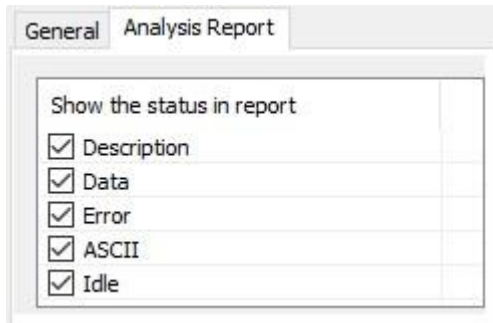 General Analysis Report
Show the status in report
Description
Data
Error
ASCII
Idle